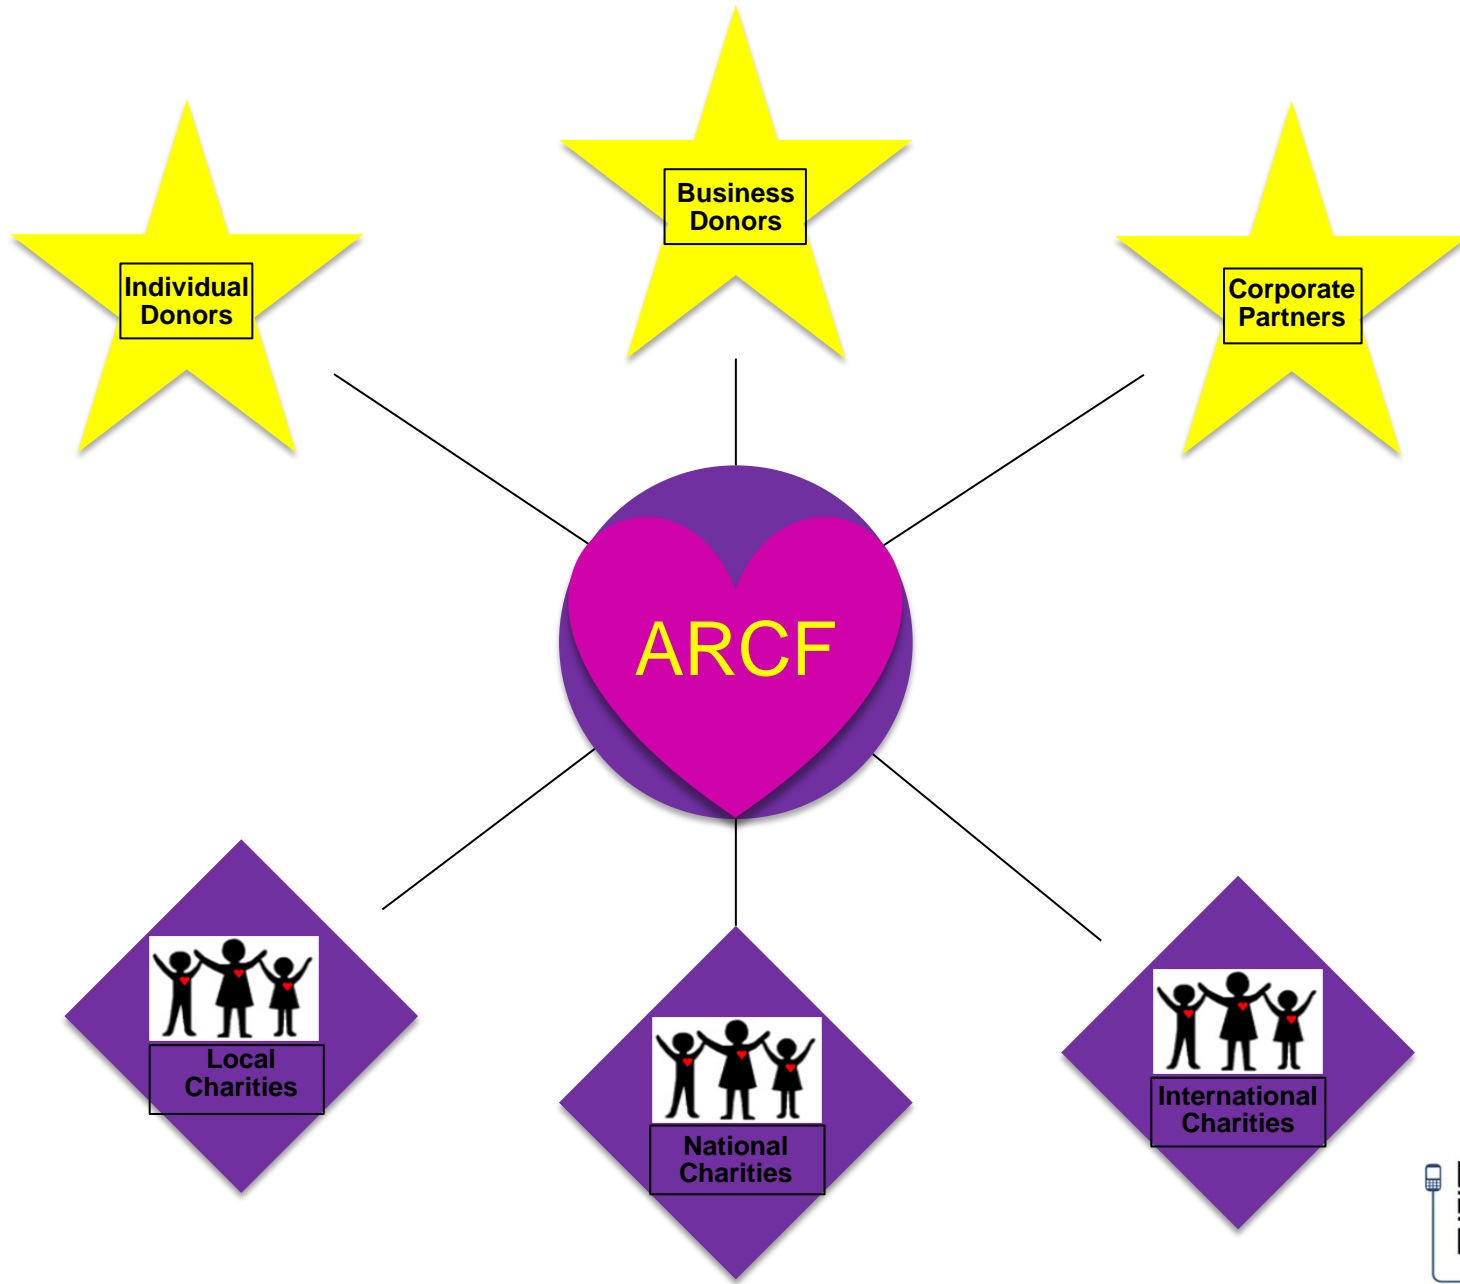 Business
Donors
Individual
Donors
Corporate
Partners
ARCF
Local
Charities
National
Charities
International
Charities